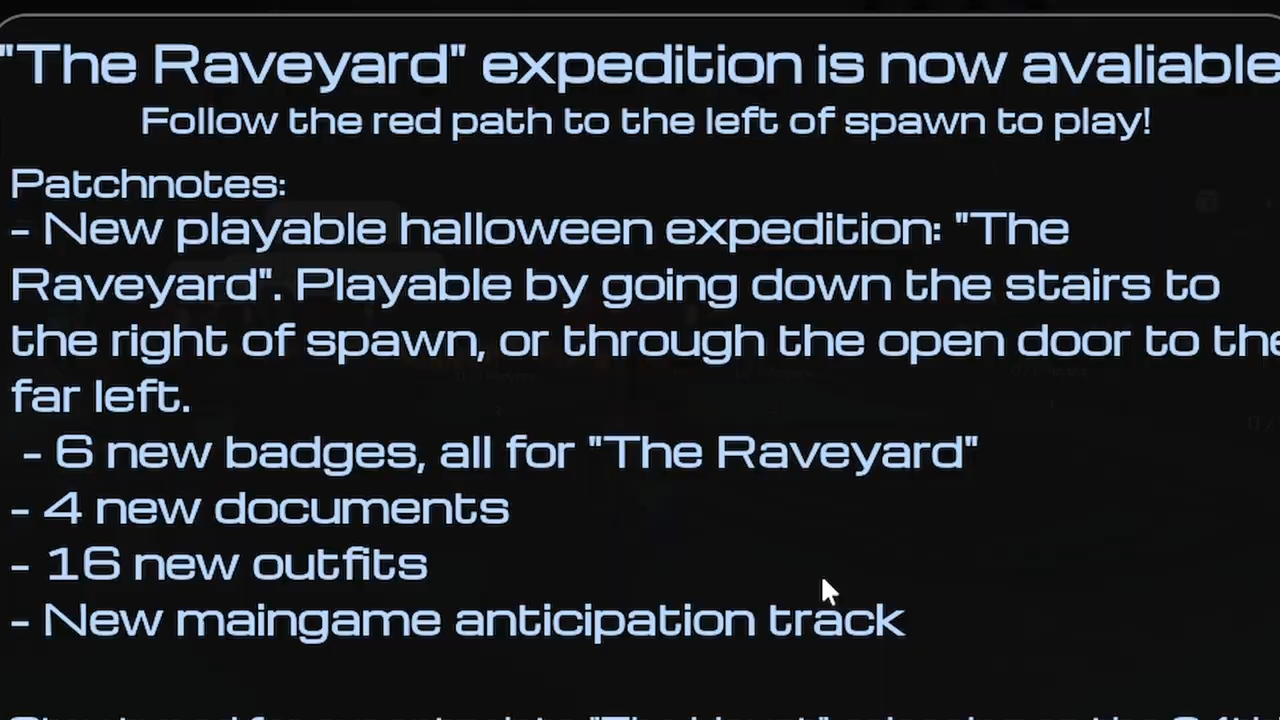 "The Raveyard" expedition is now avaliable
Follow the red path to the left of spawn to play!
Patchnotes:
- New playable halloween expedition: "The
Raveyard". Playable by going down the stairs to
the right of spawn, or through the open door to the
far left.
- 6 new badges, all for "The Raveyard"
- 4 new documents
- 16 new outfits
- New maingame anticipation track